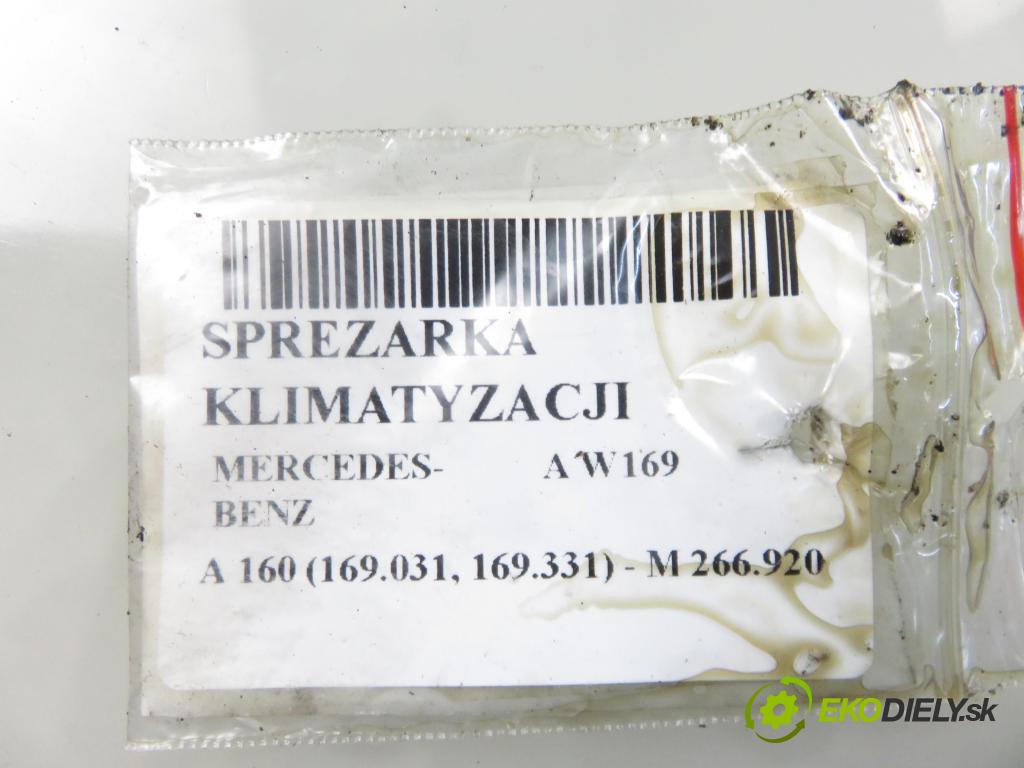 SPREZARKA
KLIMATYZACJI
MERCEDES- A W169
BENZ
A 160 (169.031, 169.331) - M 266.920
EKODIELY.sk